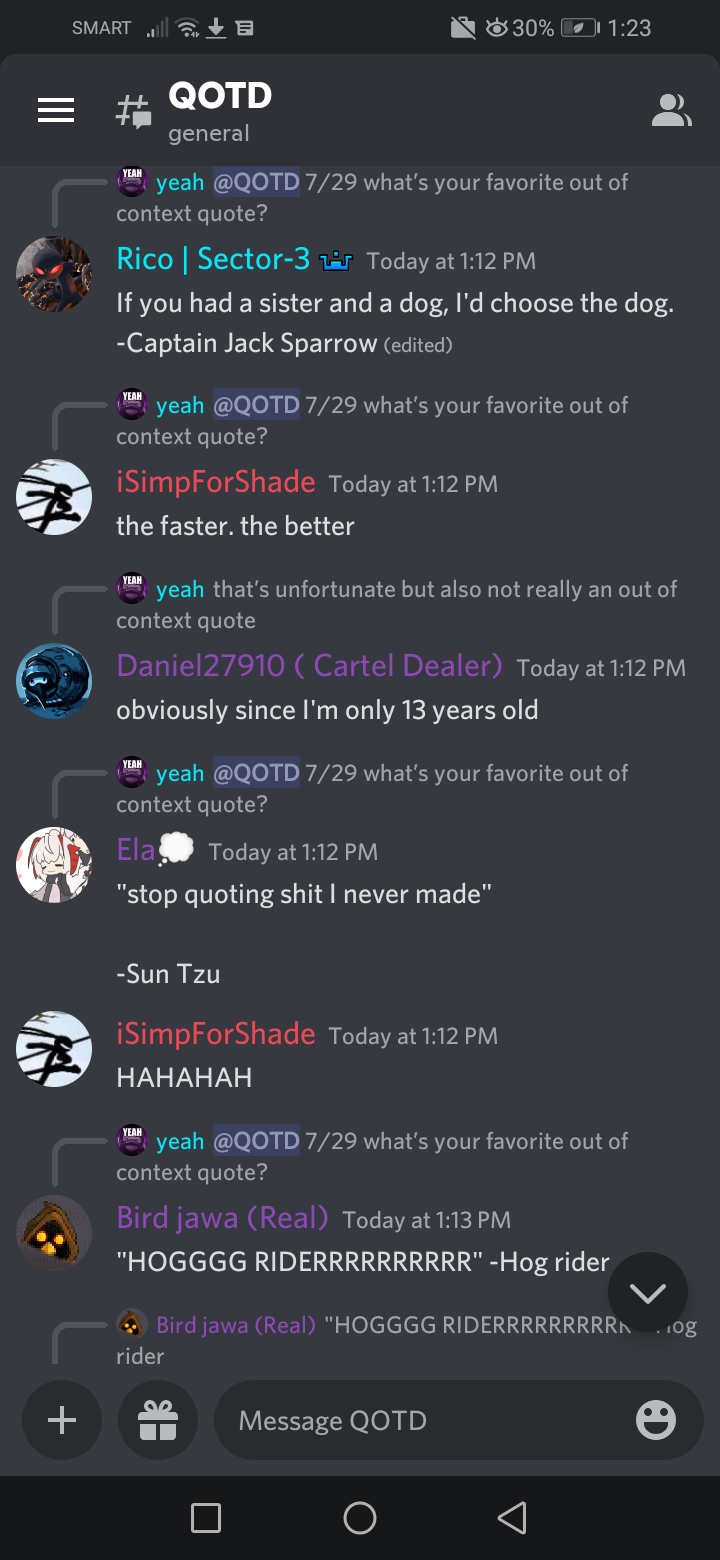 SMART 30% 1:23
QOTD
general
YEAH yeah @QOTD 7/29 what's your favorite out of
context quote?
Rico | Sector-3 Today at 1:12 PM
If you had a sister and a dog, I'd choose the dog.
-Captain Jack Sparrow (edited)
YEAH yeah @QOTD 7/29 what's your favorite out of
context quote?
iSimpForShade Today at 1:12 PM
the faster. the better
YEAH yeah that's unfortunate but also not really an out of
context quote
Daniel27910 ( Cartel Dealer) Today at 1:12 PM
obviously since I'm only 13 years old
YEAH yeah @QOTD 7/29 what's your favorite out of
context quote?
Ela💭 Today at 1:12 PM
"stop quoting shit I never made"
-Sun Tzu
iSimpForShade Today at 1:12 PM
HAHAHAH
YEAH yeah @QOTD 7/29 what's your favorite out of
context quote?
Bird jawa (Real) Today at 1:13 PM
"HOGGGG RIDERRRRRRRRRR" -Hog rider
Bird jawa (Real) "HOGGGG RIDERRRRRRRRRR
rider
Message QOTD